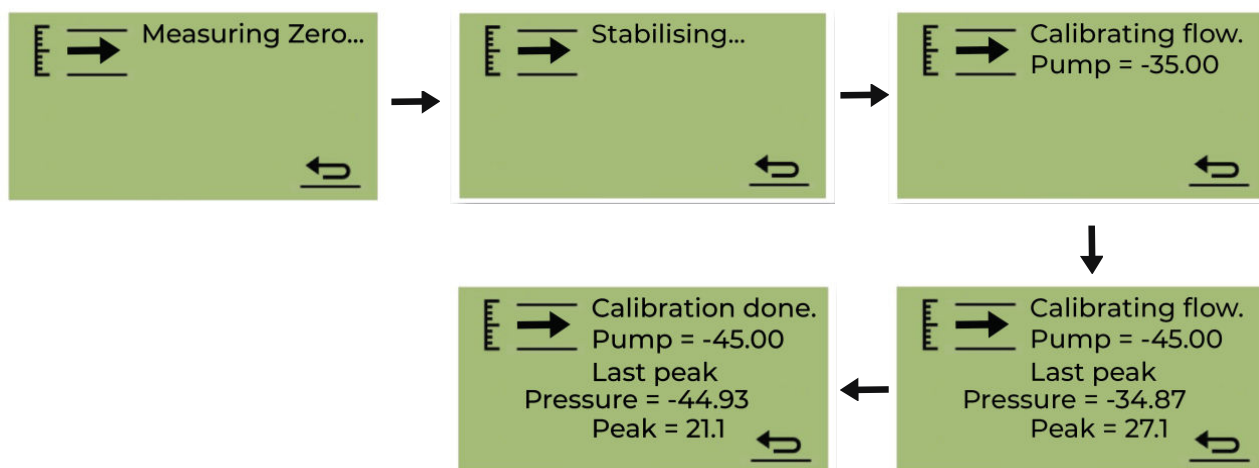 Measuring Zero...
Stabilising...
Calibrating flow.
Pump = -35.00
Calibrating flow.
Pump = -45.00
Last peak
Pressure = -34.87
Peak = 27.1
Calibration done.
Pump = -45.00
Last peak
Pressure = -44.93
Peak = 21.1